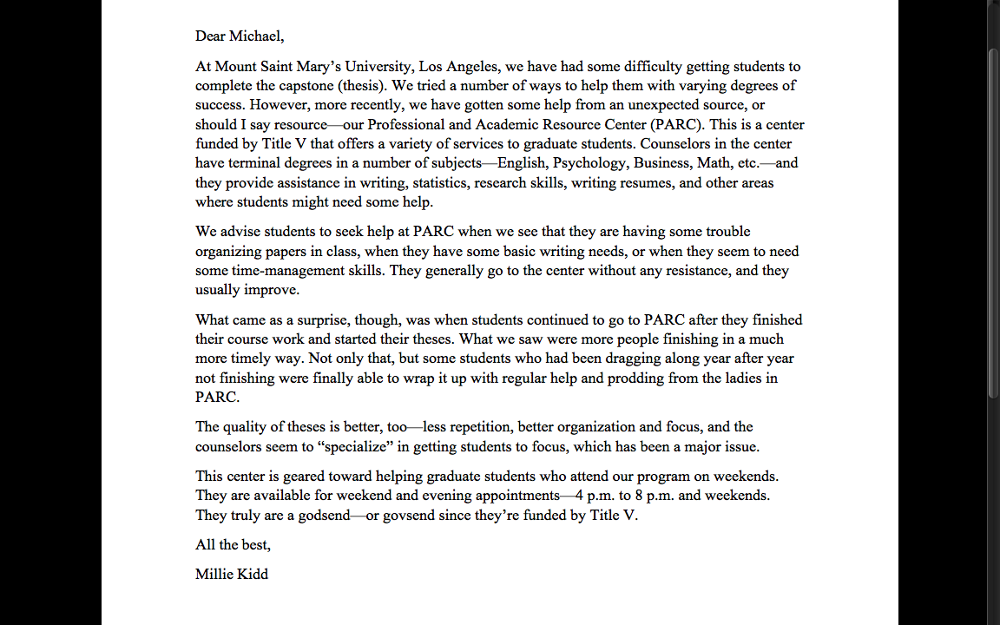 Dear Michael,
At Mount Saint Mary’s University, Los Angeles, we have had some difficulty getting students to
complete the capstone (thesis). We tried a number of ways to help them with varying degrees of
success. However, more recently, we have gotten some help from an unexpected source, or
should I say resource—our Professional and Academic Resource Center (PARC). This is a center
funded by Title V that offers a variety of services to graduate students. Counselors in the center
have terminal degrees in a number of subjects—English, Psychology, Business, Math, etc.—and
they provide assistance in writing, statistics, research skills, writing resumes, and other areas
where students might need some help.
We advise students to seek help at PARC when we see that they are having some trouble
organizing papers in class, when they have some basic writing needs, or when they seem to need
some time-management skills. They generally go to the center without any resistance, and they
usually improve.
What came as a surprise, though, was when students continued to go to PARC after they finished
their course work and started their theses. What we saw were more people finishing in a much
more timely way. Not only that, but some students who had been dragging along year after year
not finishing were finally able to wrap it up with regular help and prodding from the ladies in
PARC.
The quality of theses is better, too—less repetition, better organization and focus, and the
counselors seem to “specialize” in getting students to focus, which has been a major issue.
This center is geared toward helping graduate students who attend our program on weekends.
They are available for weekend and evening appointments—4 p.m. to 8 p.m. and weekends.
They truly are a godsend—or govsend since they’re funded by Title V.
All the best,
Millie Kidd